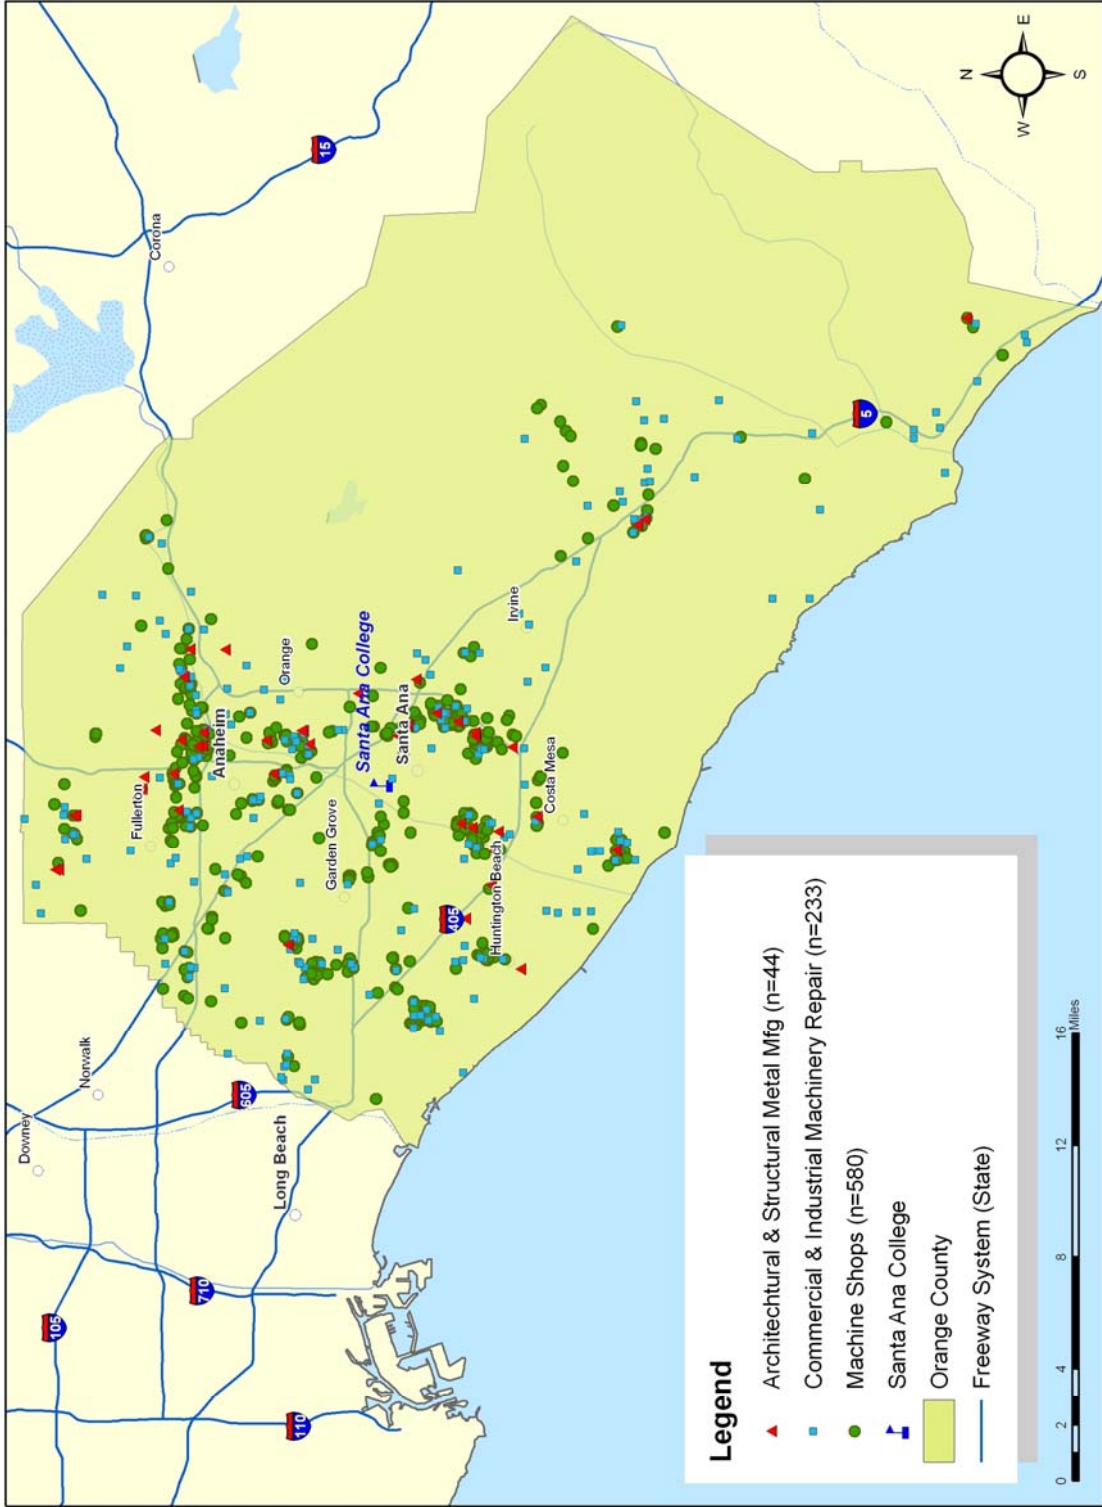 Downey
105
Norwalk
Fullerton
Corona
710
Anaheim
605
Long Beach
Orange
110
15
Garden Grove
Santa Ana College
Santa Ana
405
Huntington Beach
Irvine
Costa Mesa
5
N
W
E
S
Legend
Architechtural & Structural Metal Mfg (n=44)
Commercial & Industrial Machinery Repair (n=233)
Machine Shops (n=580)
Santa Ana College
Orange County
Freeway System (State)
0 2 4 8 12 16
Miles